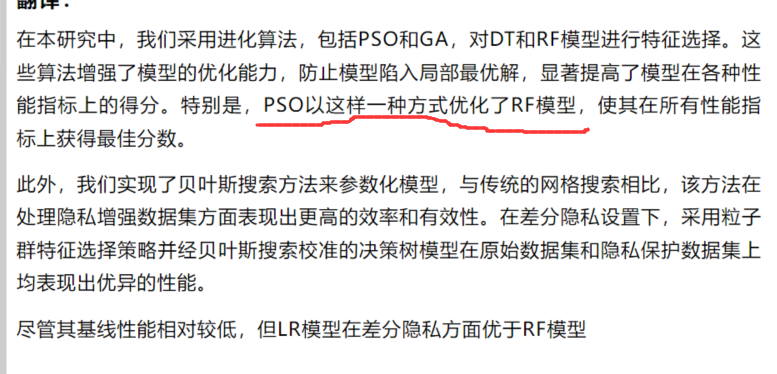 翻译：
在本研究中，我们采用进化算法，包括PSO和GA，对DT和RF模型进行特征选择。这
些算法增强了模型的优化能力，防止模型陷入局部最优解，显著提高了模型在各种性
能指标上的得分。特别是，PSO以这样一种方式优化了RF模型，使其在所有性能指
标上获得最佳分数。
此外，我们实现了贝叶斯搜索方法来参数化模型，与传统的网格搜索相比，该方法在
处理隐私增强数据集方面表现出更高的效率和有效性。在差分隐私设置下，采用粒子
群特征选择策略并经贝叶斯搜索校准的决策树模型在原始数据集和隐私保护数据集上
均表现出优异的性能。
尽管其基线性能相对较低，但LR模型在差分隐私方面优于RF模型